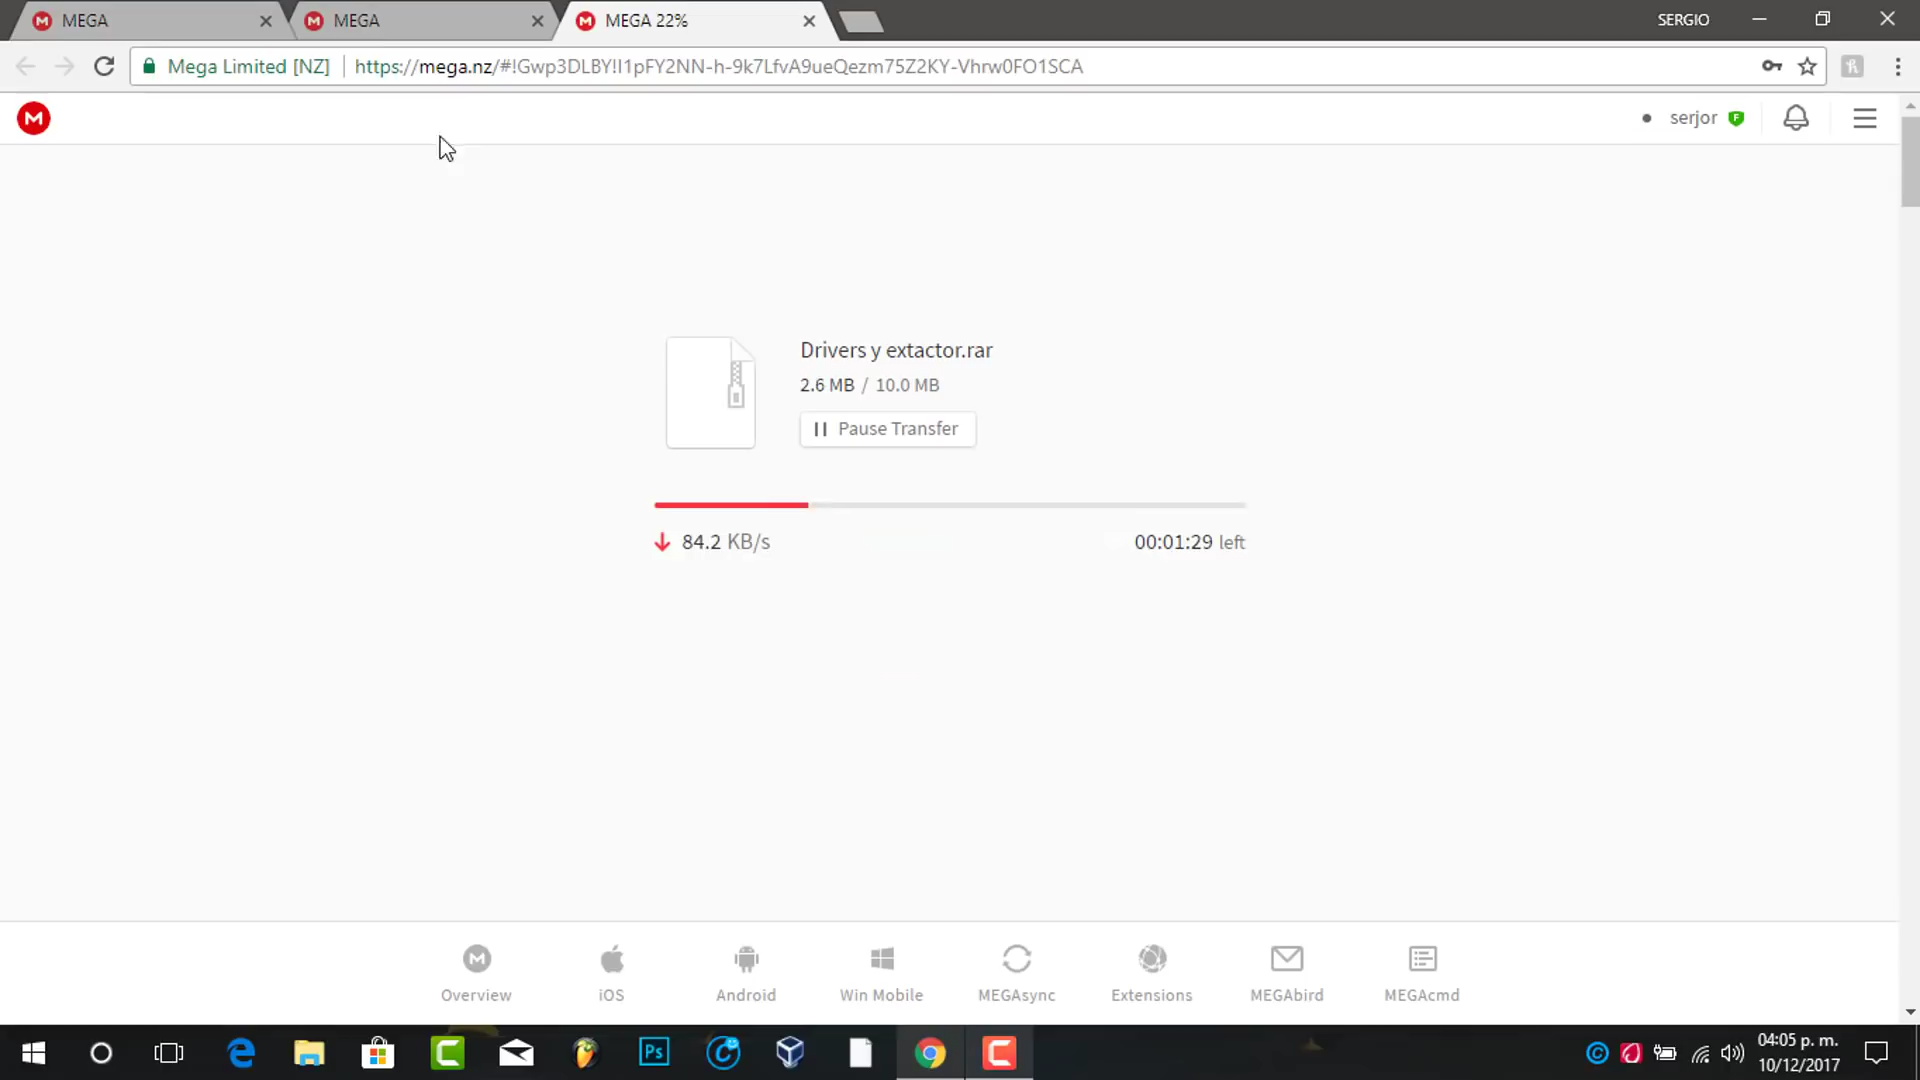 MEGA
MEGA
MEGA 22%
SERGIO
Mega Limited [NZ]
https://mega.nz/#!Gwp3DLBY!I1pFY2NN-h-9k7LfvA9ueQezm75Z2KY-Vhrw0FO1SCA
serjor
Drivers y extactor.rar
2.6 MB / 10.0 MB
Pause Transfer
84.2 KB/s
00:01:29 left
Overview
iOS
Android
Win Mobile
MEGAsync
Extensions
MEGAbird
MEGAcmd
Ps
04:05 p. m.
10/12/2017